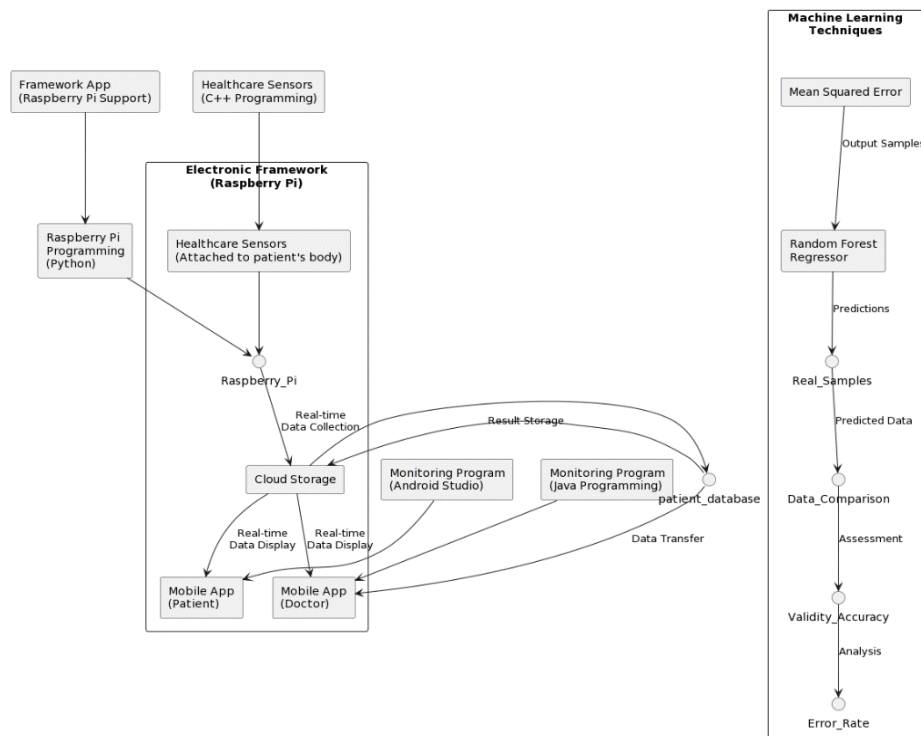 Machine Learning
Techniques
Framework App
(Raspberry Pi Support)
Healthcare Sensors
(C++ Programming)
Mean Squared Error
Output Samples
Electronic Framework
(Raspberry Pi)
Raspberry Pi
Programming
(Python)
Healthcare Sensors
(Attached to patient's body)
Random Forest
Regressor
Predictions
Raspberry_Pi
Real_Samples
Real-time
Data Collection
Result Storage
Predicted Data
Cloud Storage
Monitoring Program
(Android Studio)
Monitoring Program
(Java Programming)
patient_database
Data_Comparison
Real-time
Data Display
Real-time
Data Display
Data Transfer
Assessment
Mobile App
(Patient)
Mobile App
(Doctor)
Validity_Accuracy
Analysis
Error_Rate